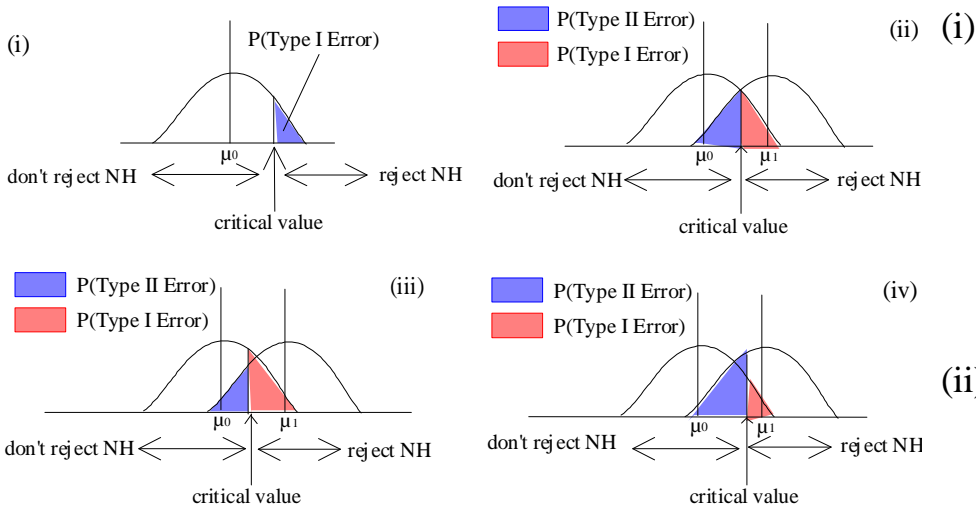 (i)
P(Type I Error)
μ0
don't reject NH
reject NH
critical value
P(Type II Error)
P(Type I Error)
(ii)
(i)
μ0
μ1
don't reject NH
reject NH
critical value
P(Type II Error)
P(Type I Error)
(iii)
μ0
μ1
don't reject NH
reject NH
critical value
P(Type II Error)
P(Type I Error)
(iv)
(ii)
μ0
μ1
don't reject NH
reject NH
critical value